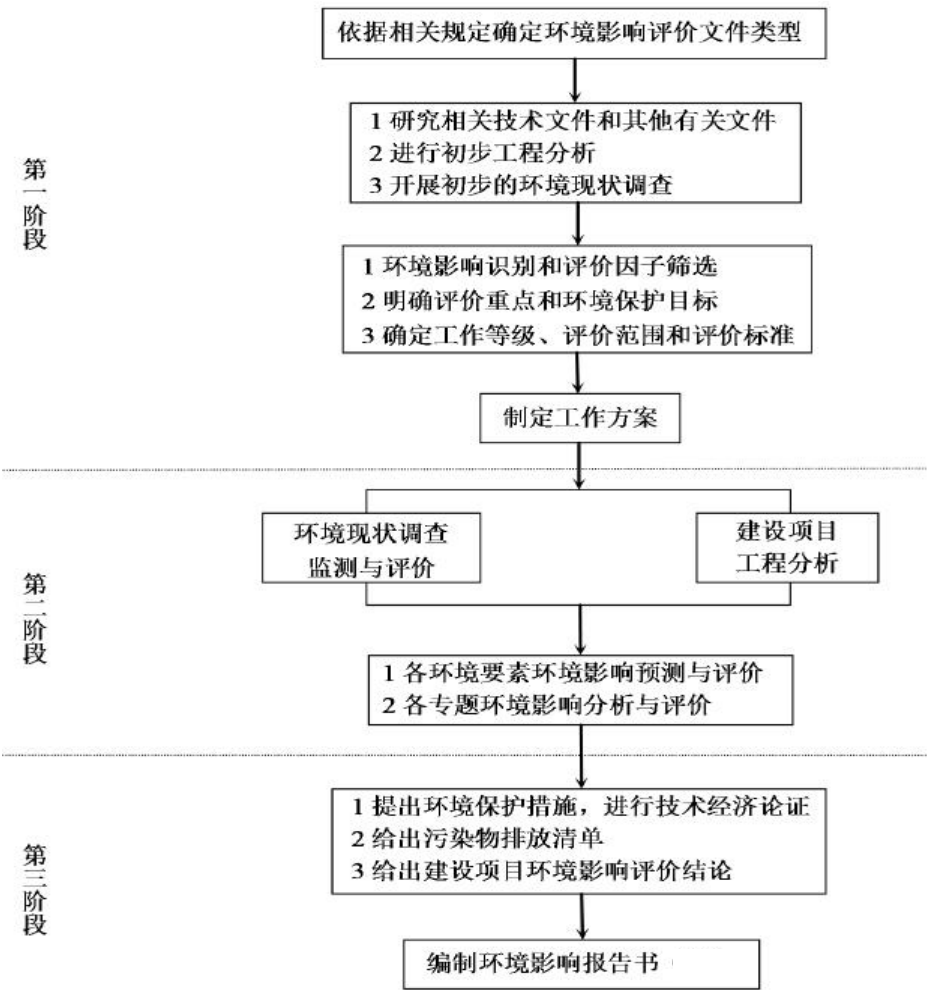 依据相关规定确定环境影响评价文件类型
第一阶段
1 研究相关技术文件和其他有关文件
2 进行初步工程分析
3 开展初步的环境现状调查
1 环境影响识别和评价因子筛选
2 明确评价重点和环境保护目标
3 确定工作等级、评价范围和评价标准
制定工作方案
第二阶段
环境现状调查
监测与评价
建设项目
工程分析
1 各环境要素环境影响预测与评价
2 各专题环境影响分析与评价
第三阶段
1 提出环境保护措施，进行技术经济论证
2 给出污染物排放清单
3 给出建设项目环境影响评价结论
编制环境影响报告书